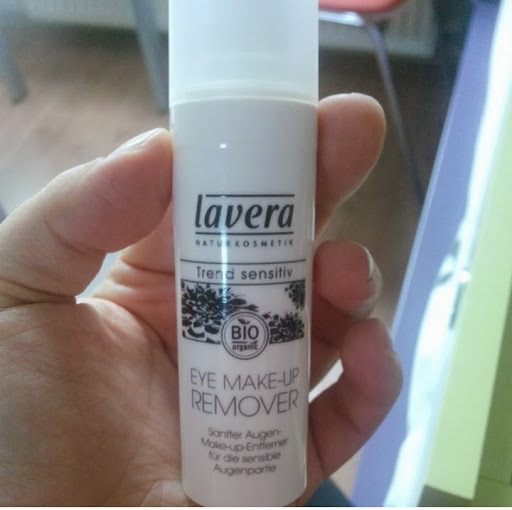 lavera
NATURKOSMETIK
Trend sensitiv
BIO
organic
EYE MAKE-UP
REMOVER
Sanfter Augen-
Make-up-Entferner
für die sensible
Augenpartie